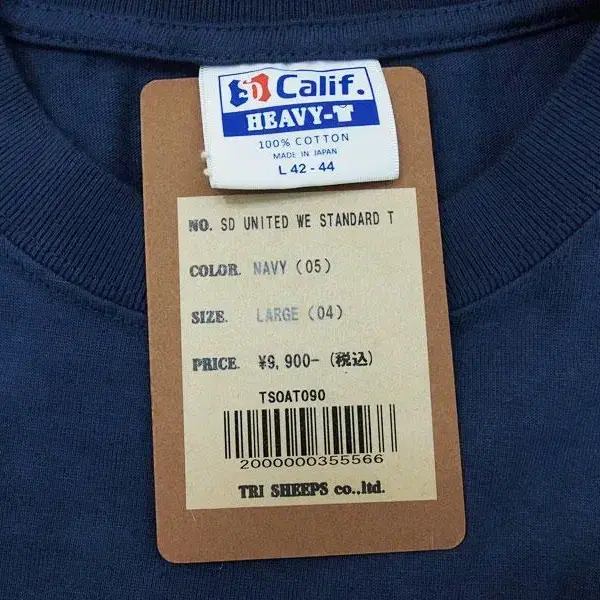 SD Calif.
HEAVY-T
100% COTTON
MADE IN JAPAN
L 42 - 44
NO. SD UNITED WE STANDARD T
COLOR. NAVY (05)
SIZE. LARGE (04)
PRICE. ¥9,900- (税込)
TSOAT090
2000000355566
TRI SHEEPS co.,ltd.